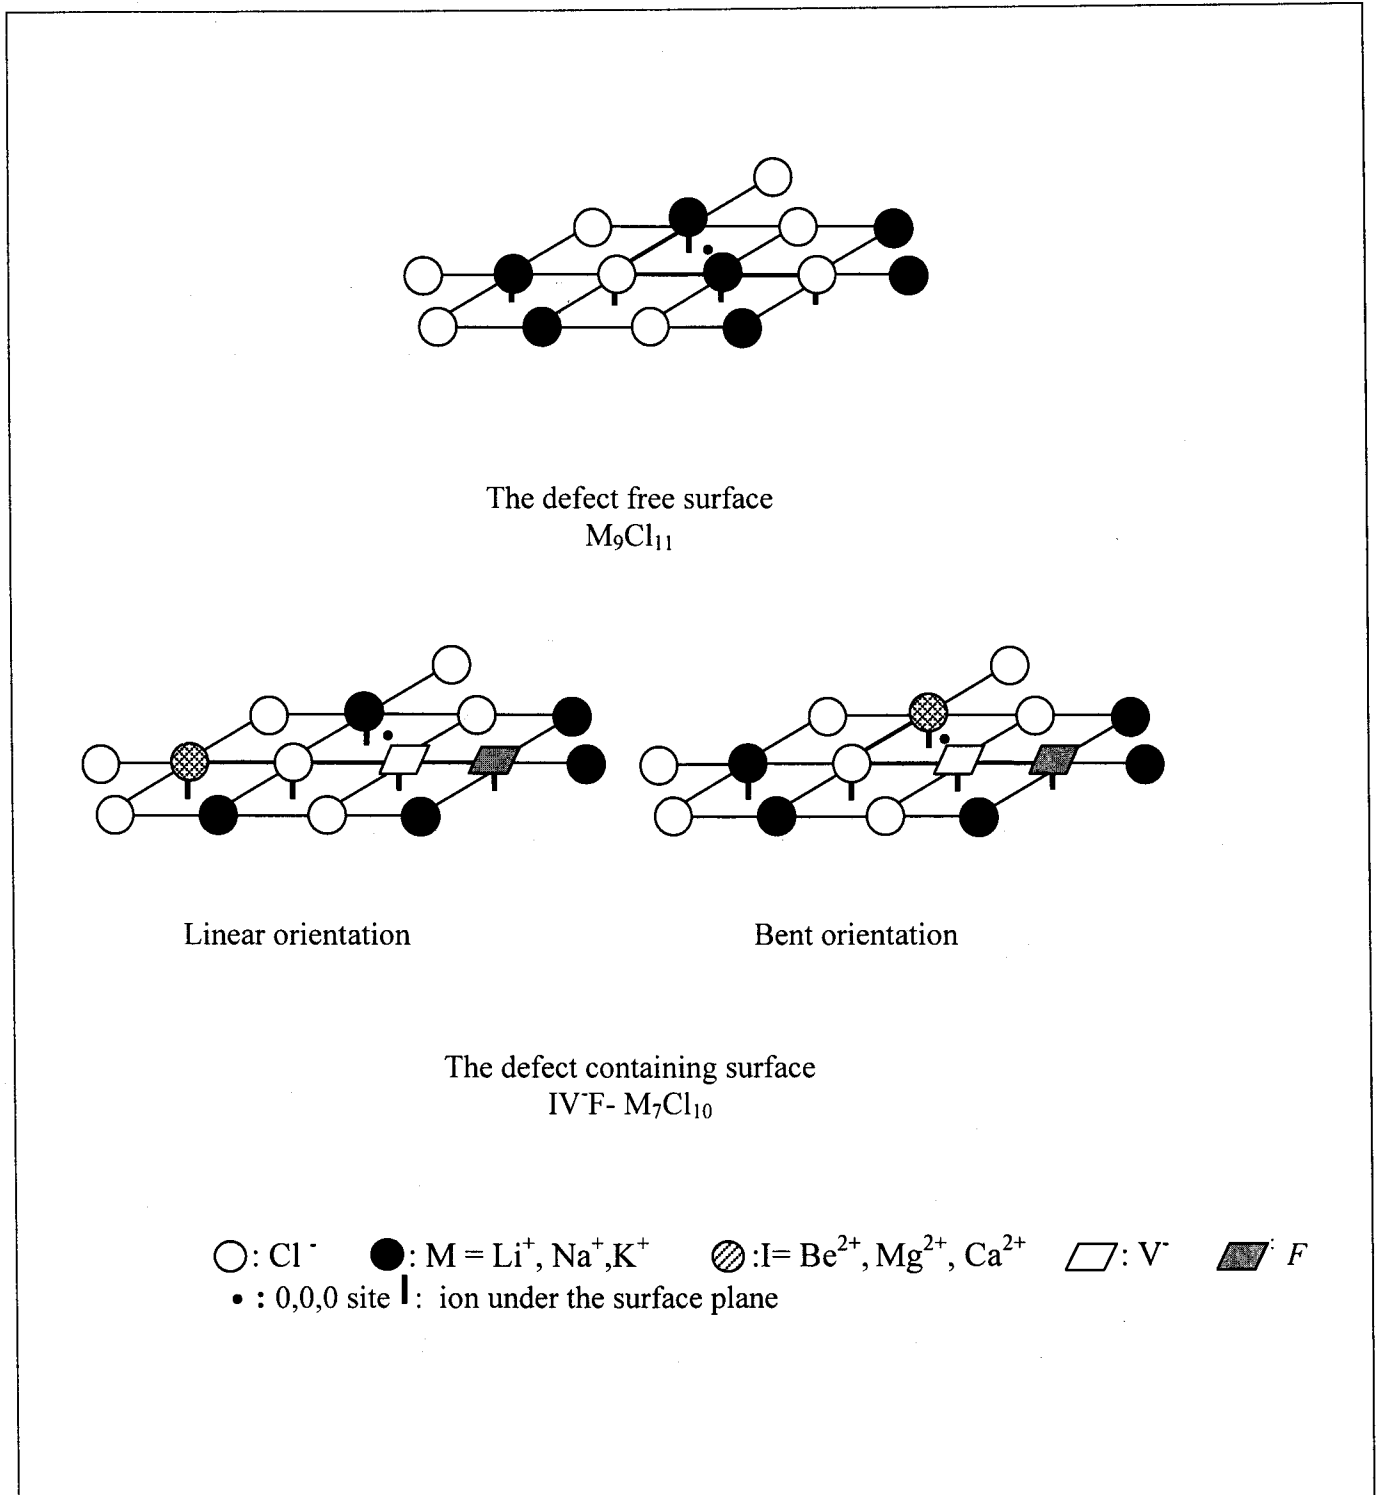 The defect free surface
M₉Cl₁₁
Linear orientation
Bent orientation
The defect containing surface
IV⁻F- M₇Cl₁₀
: Cl ⁻ : M = Li⁺, Na⁺,K⁺ :I= Be²⁺, Mg²⁺, Ca²⁺ : V⁻ : F
• : 0,0,0 site : ion under the surface plane